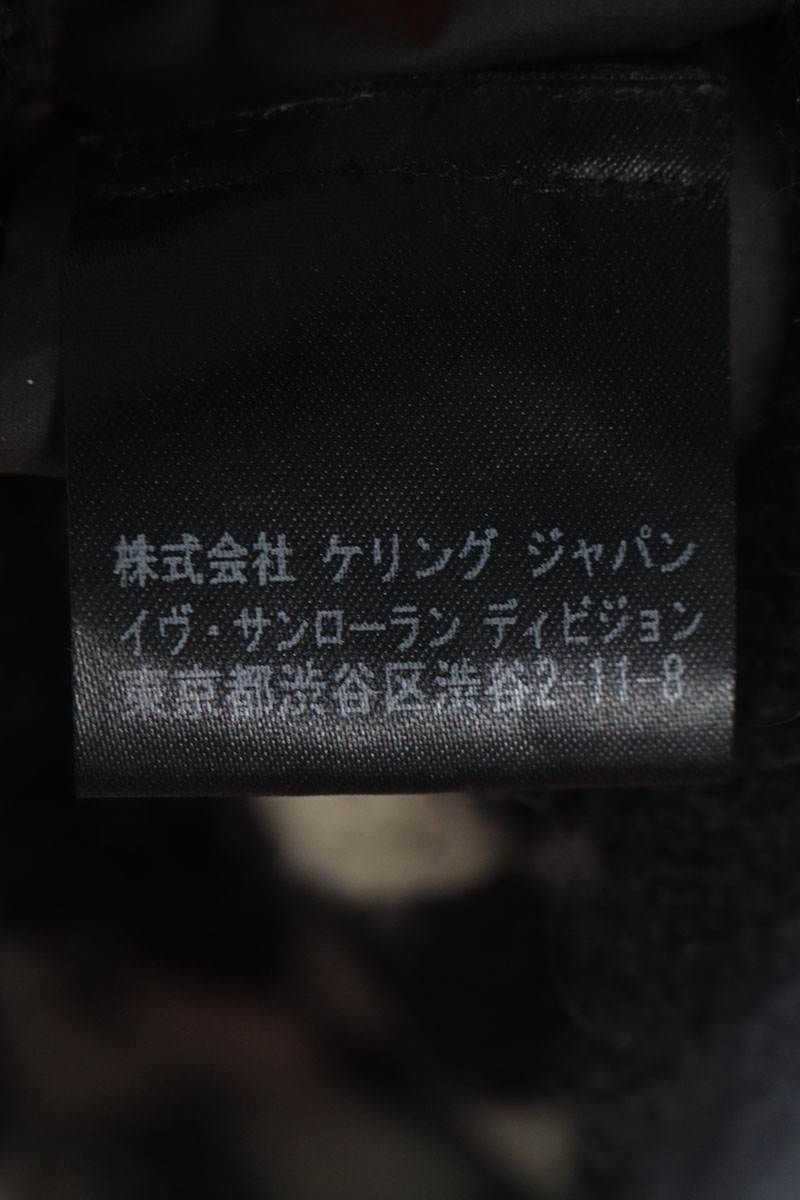 株式会社 ケリング ジャパン
イヴ・サンローラン ディビジョン
東京都渋谷区渋谷2-11-8